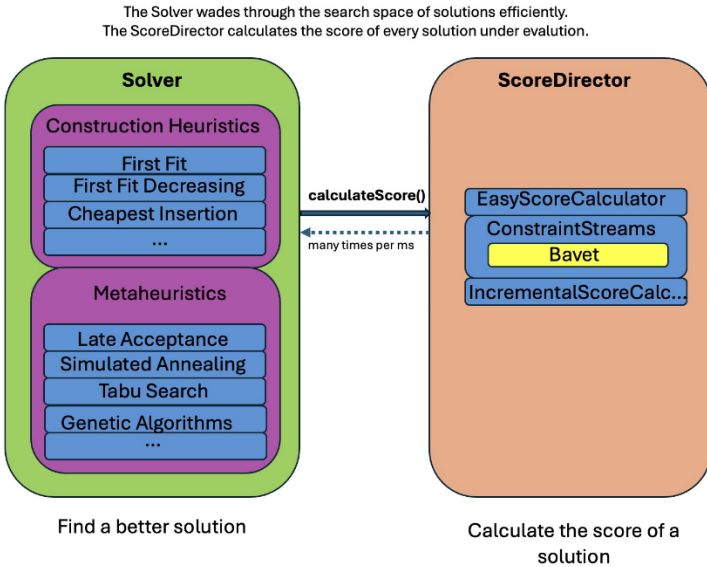 The Solver wades through the search space of solutions efficiently.
The ScoreDirector calculates the score of every solution under evalution.
Solver
Construction Heuristics
First Fit
First Fit Decreasing
Cheapest Insertion
...
Metaheuristics
Late Acceptance
Simulated Annealing
Tabu Search
Genetic Algorithms
...
Find a better solution
calculateScore()
many times per ms
ScoreDirector
EasyScoreCalculator
ConstraintStreams
Bavet
IncrementalScoreCalc...
Calculate the score of a
solution